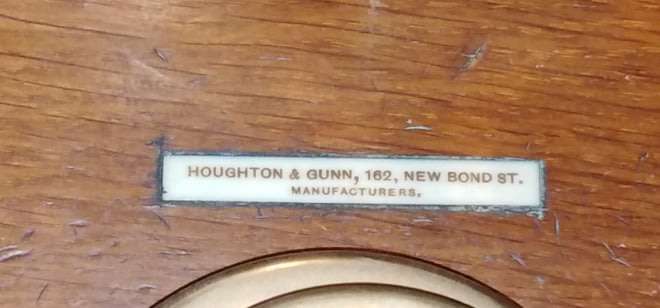 HOUGHTON & GUNN, 162, NEW BOND ST.
MANUFACTURERS.